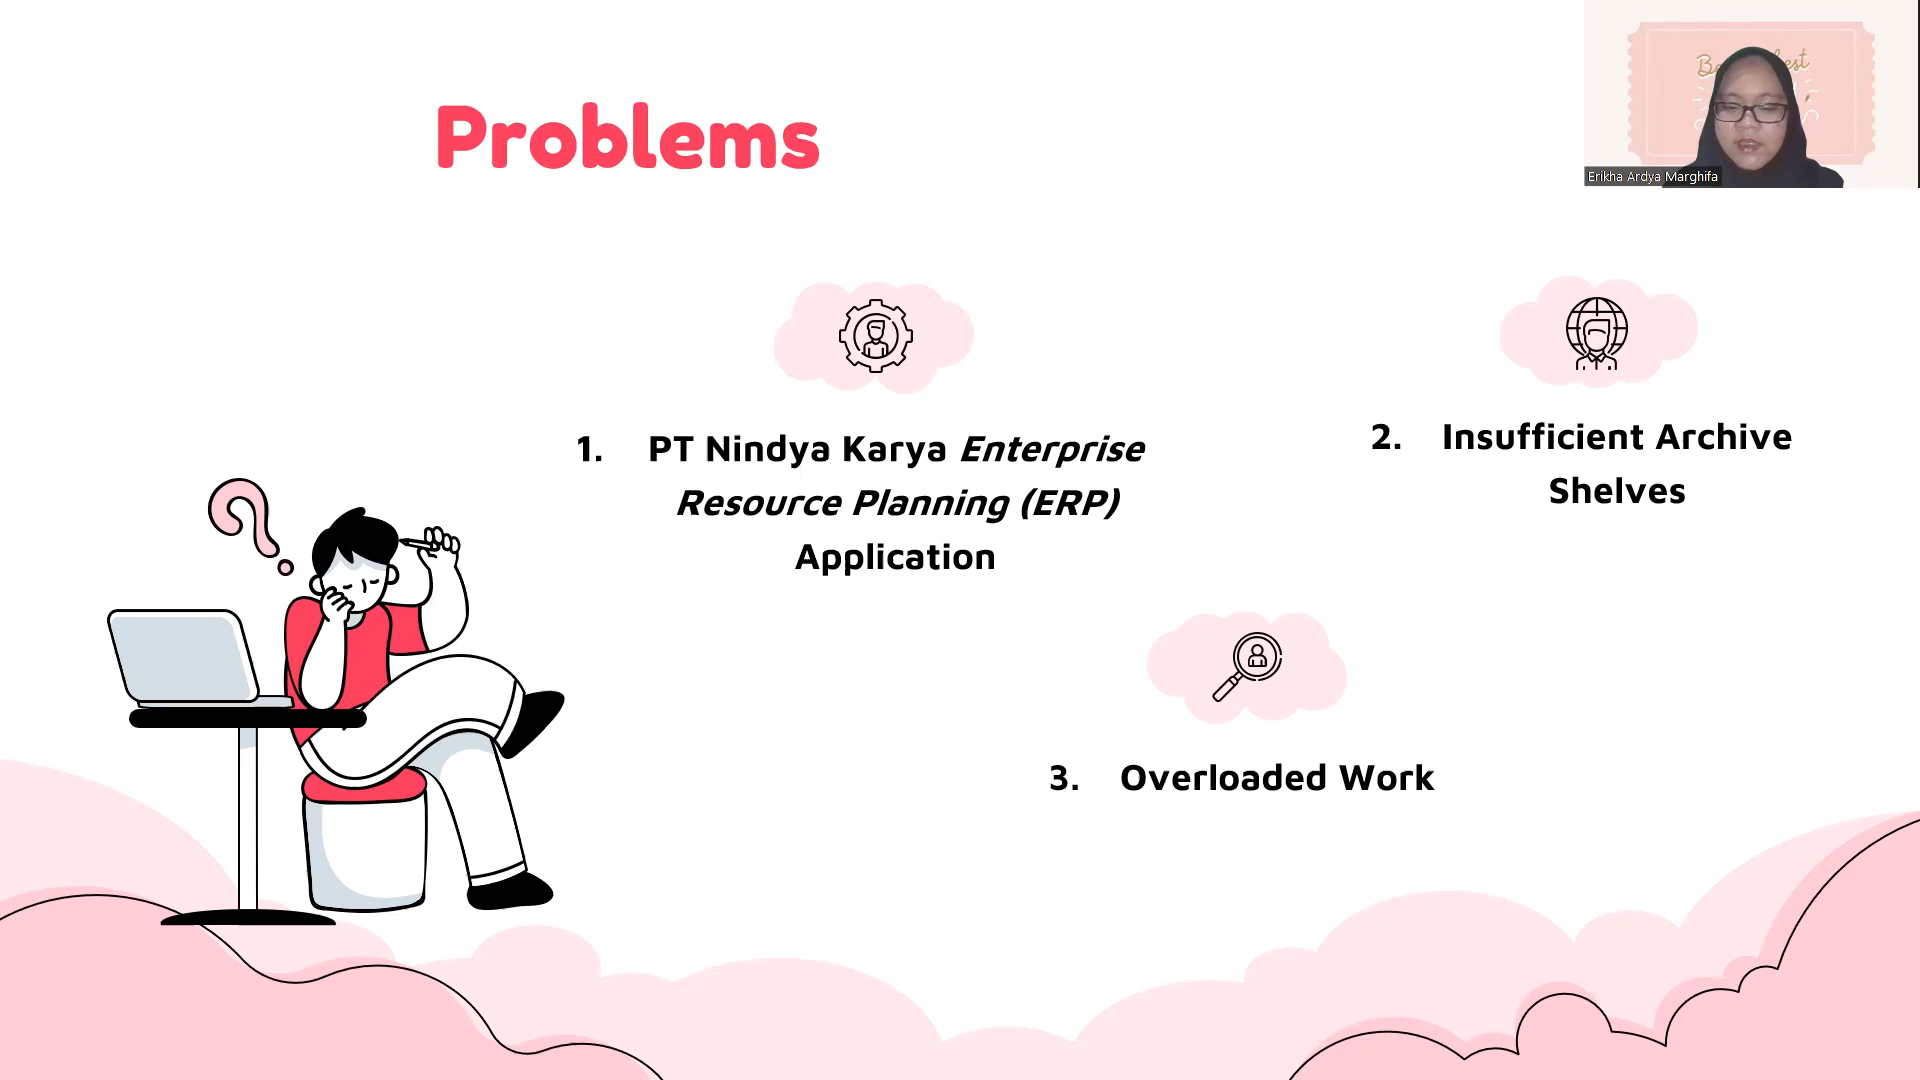 Problems
Erikha Ardya Marghifa
1. PT Nindya Karya Enterprise
Resource Planning (ERP)
Application
2. Insufficient Archive
Shelves
3. Overloaded Work